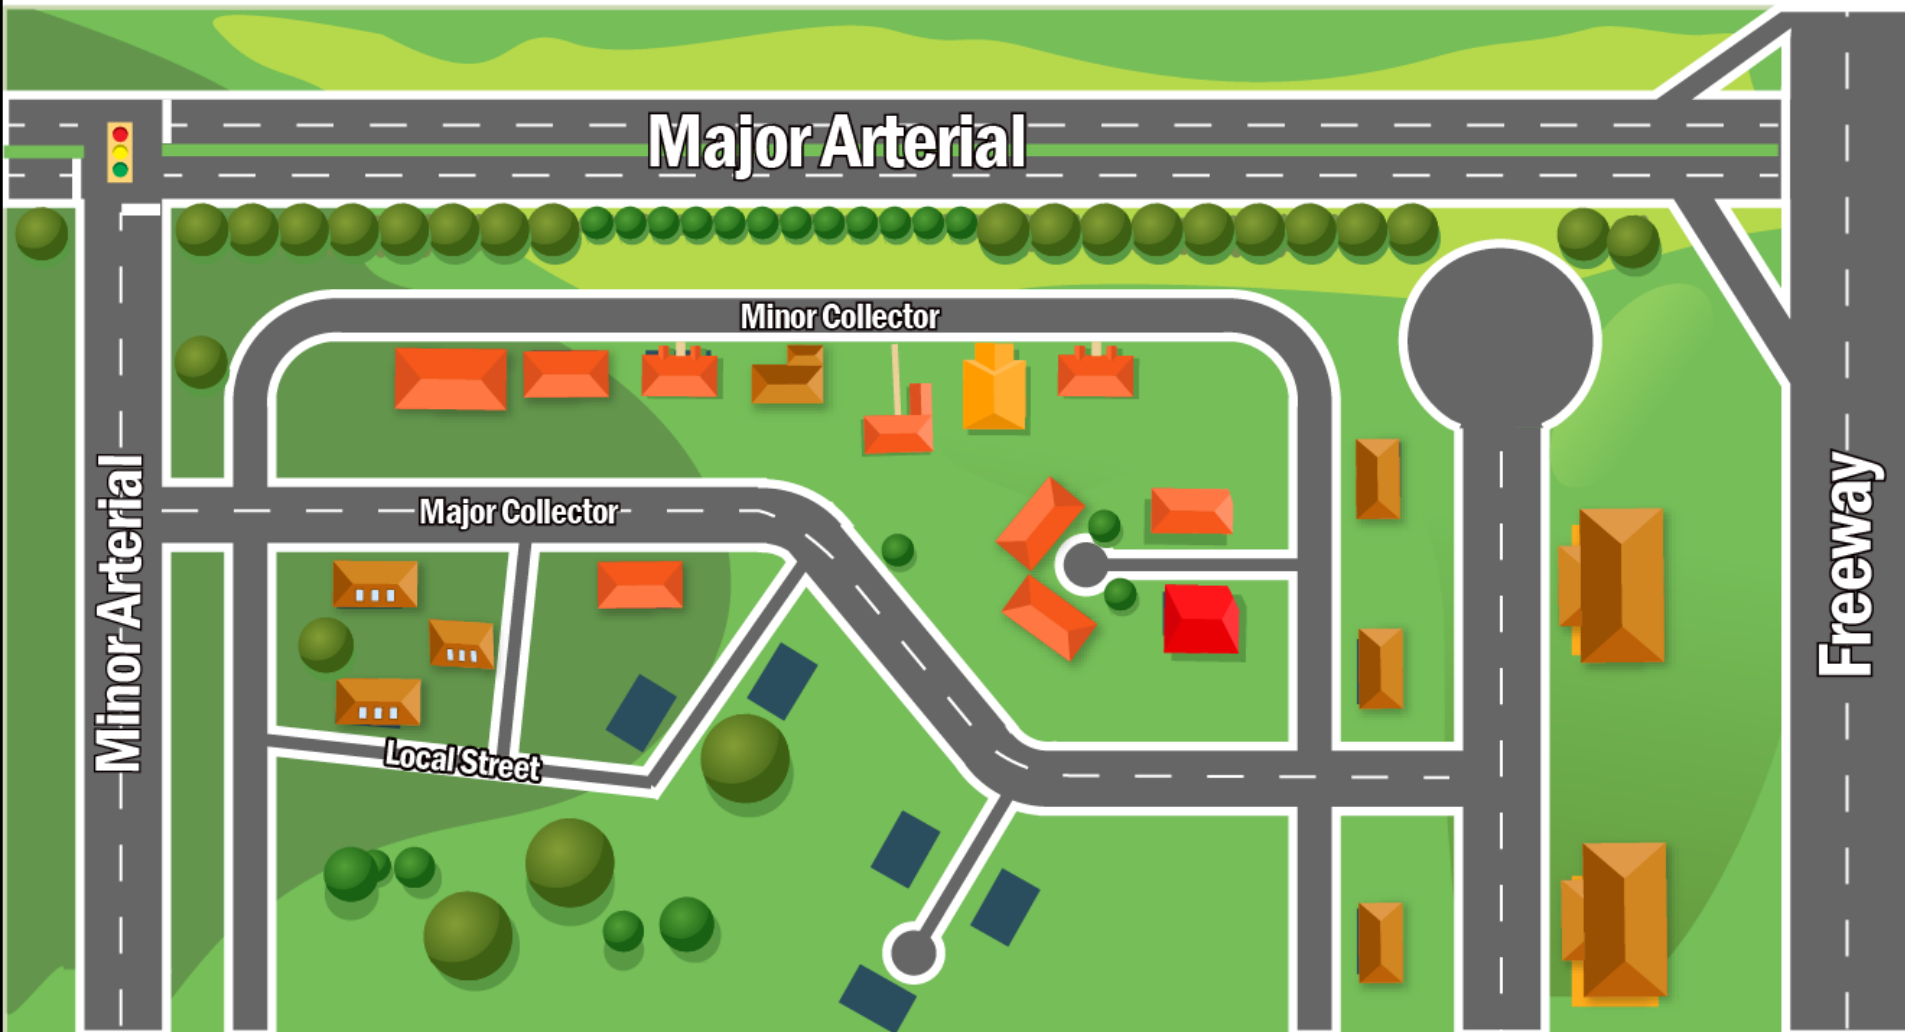 Major Arterial
Minor Collector
Major Collector
Minor Arterial
Freeway
Local Street